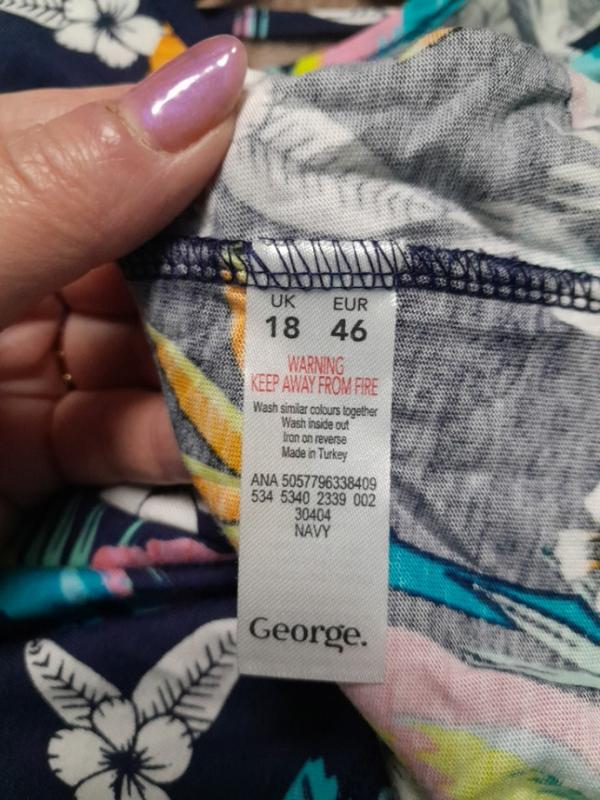 UK EUR
18 46
WARNING
KEEP AWAY FROM FIRE
Wash similar colours together
Wash inside out
Iron on reverse
Made in Turkey
ANA 5057796338409
534 5340 2339 002
30404
NAVY
George.